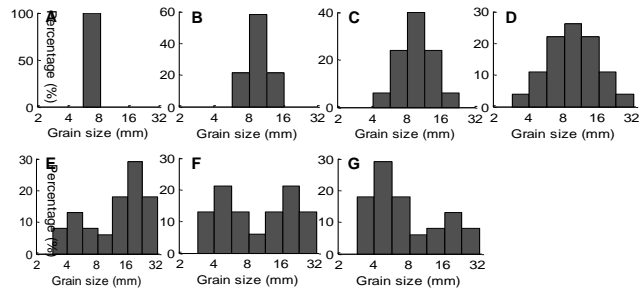 A B C D
100 60 40 30
Percentage (%)
50 40 20 20
20 10
0 0 0 0
2 4 8 16 32 2 4 8 16 32 2 4 8 16 32 2 4 8 16 32
Grain size (mm) Grain size (mm) Grain size (mm) Grain size (mm)
E F G
30 30 30
Percentage (%)
20 20 20
10 10 10
0 0 0
2 4 8 16 32 2 4 8 16 32 2 4 8 16 32
Grain size (mm) Grain size (mm) Grain size (mm)